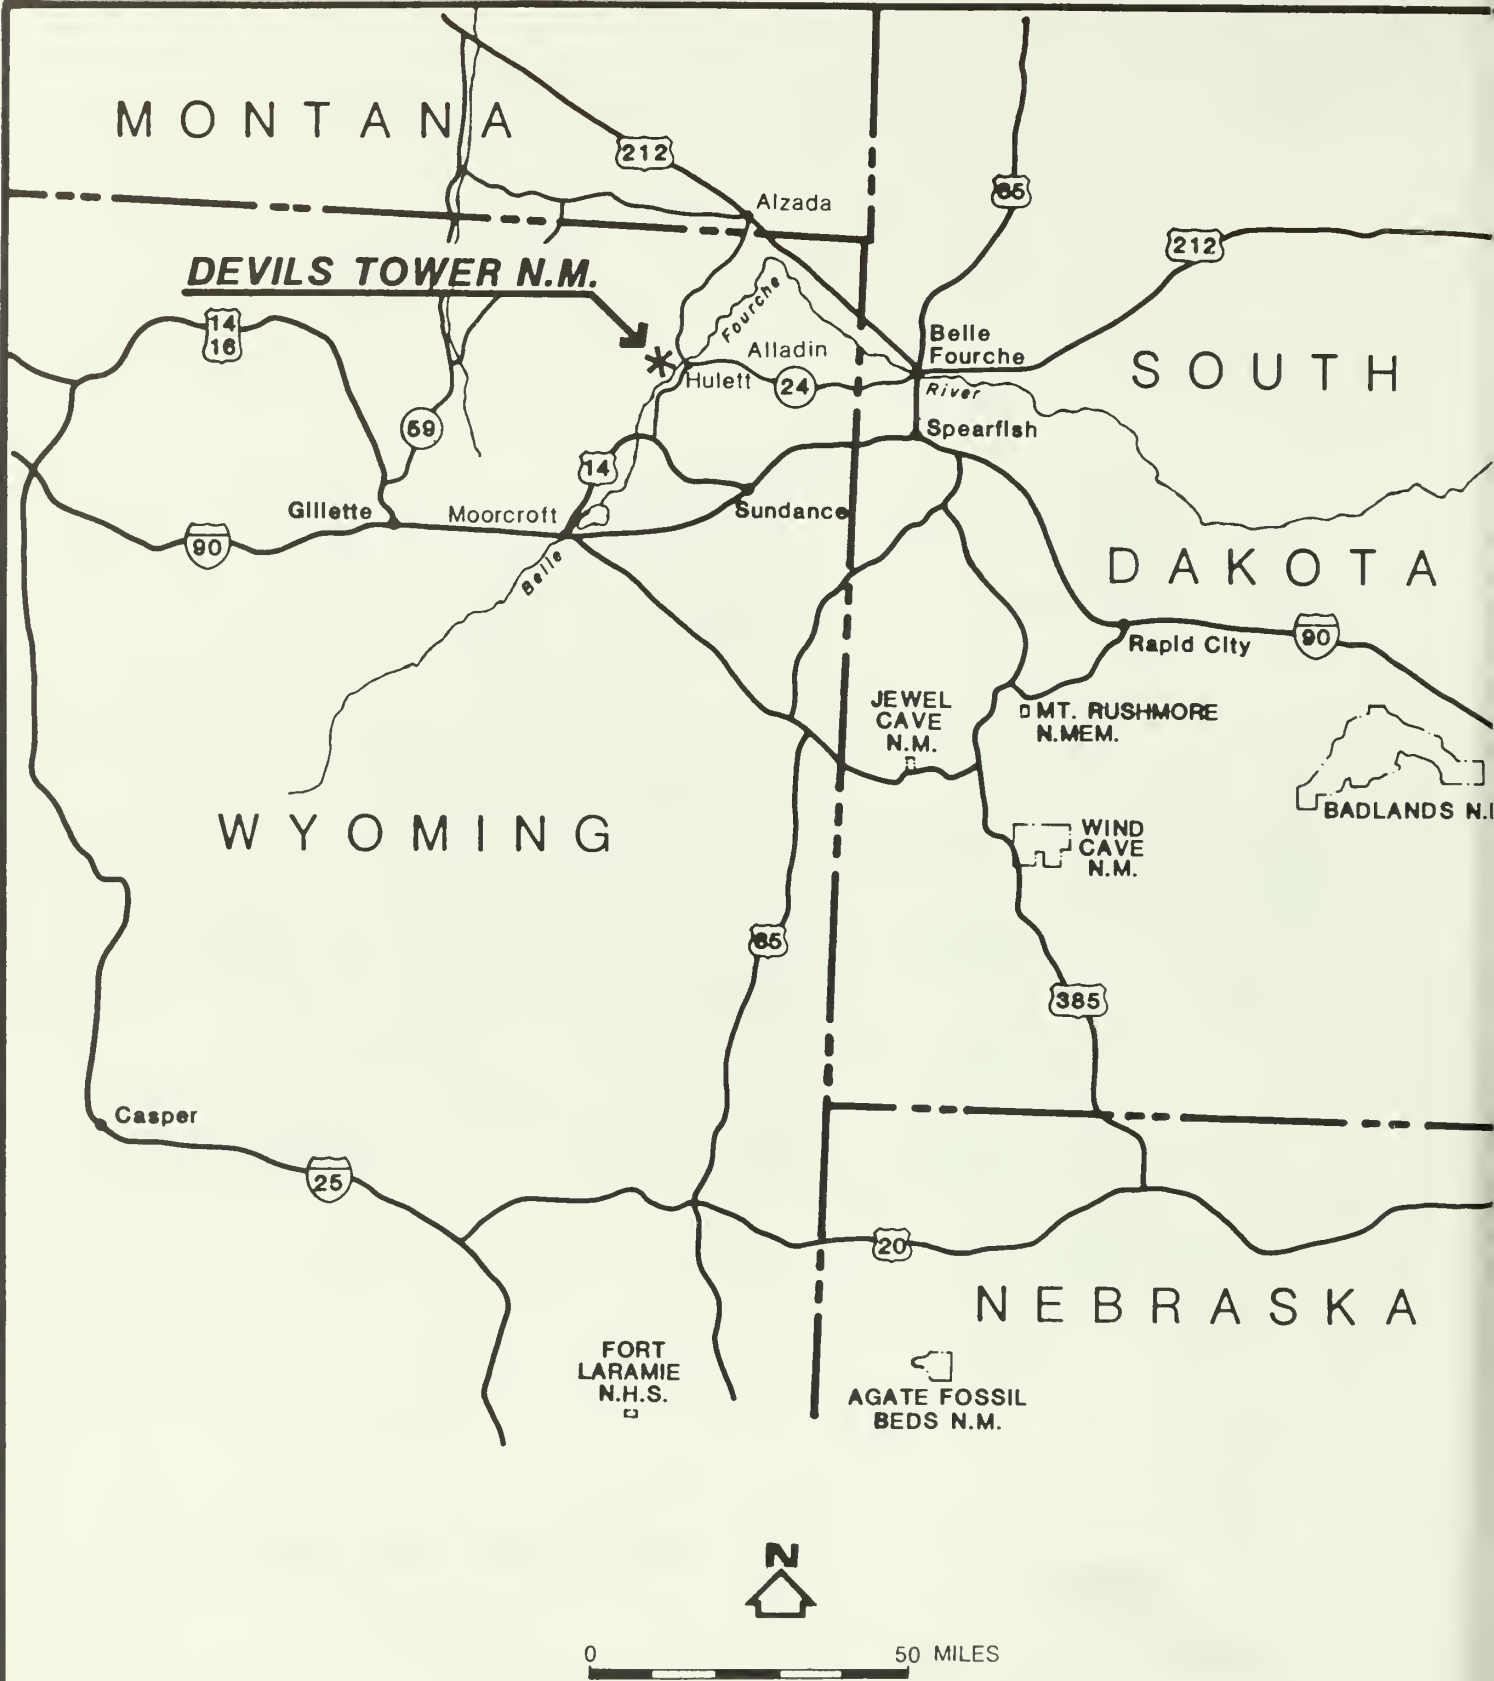 MONTANA
212
Alzada
85
212
DEVILS TOWER N.M.
14
16
Fourche
Belle
Fourche
Alladin
SOUTH
Hulett
24
River
59
Spearfish
14
Gillette
Moorcroft
Sundance
90
Belle
DAKOTA
90
Rapid City
JEWEL
CAVE
N.M.
MT. RUSHMORE
N.MEM.
BADLANDS
WYOMING
WIND
CAVE
N.M.
85
385
Casper
25
20
NEBRASKA
FORT
LARAMIE
N.H.S.
AGATE FOSSIL
BEDS N.M.
N
0 50 MILES